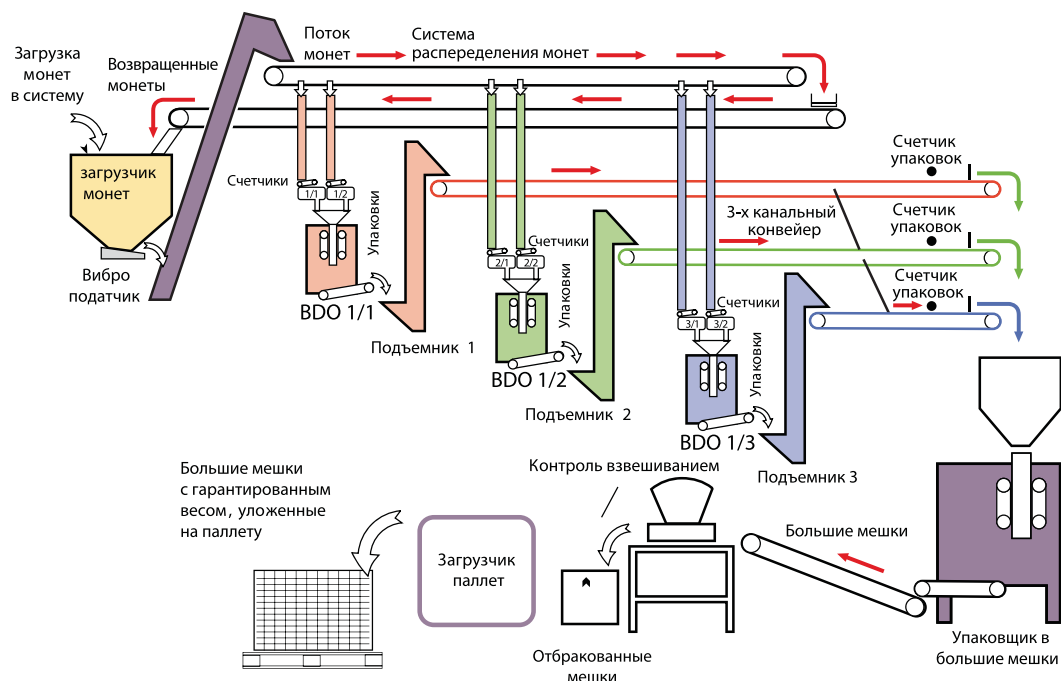 Загрузка
монет
в систему
Возвращенные
монеты
Поток
монет
Система
распеределения монет
загрузчик
монет
Вибро
податчик
Счетчики
1/1
1/2
Упаковки
BDO 1/1
Подъемник 1
Счетчики
2/1
2/2
Упаковки
BDO 1/2
Подъемник 2
Счетчики
3/1
3/2
Упаковки
BDO 1/3
Подъемник 3
3-х канальный
конвейер
Счетчик
упаковок
Счетчик
упаковок
Счетчик
упаковок
Большие мешки
с гарантированным
весом, уложенные
на паллету
Загрузчик
паллет
Контроль взвешиванием
Отбракованные
мешки
Большие мешки
Упаковщик в
большие мешки